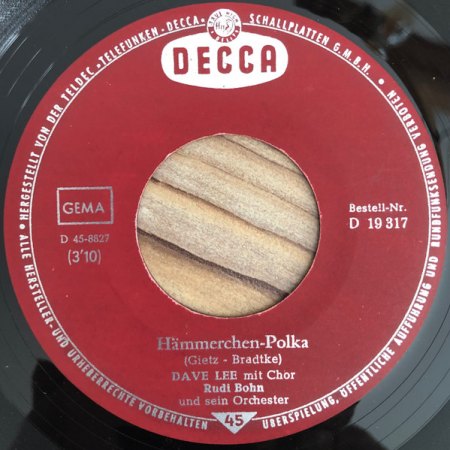 DECCA
HERGESTELLT VON DER TELDEC »TELEFUNKEN-DECCA« SCHALLPLATTEN G.M.B.H.
ALLE HERSTELLER- UND URHEBERRECHTE VORBEHALTEN
ÜBERSPIELUNG, ÖFFENTLICHE AUFFÜHRUNG UND RUNDFUNKSENDUNG VERBOTEN
GEMA
D 45-8827
(3'10)
Bestell-Nr.
D 19 317
Hämmerchen-Polka
(Gietz - Bradtke)
DAVE LEE mit Chor
Rudi Bohn
und sein Orchester
45